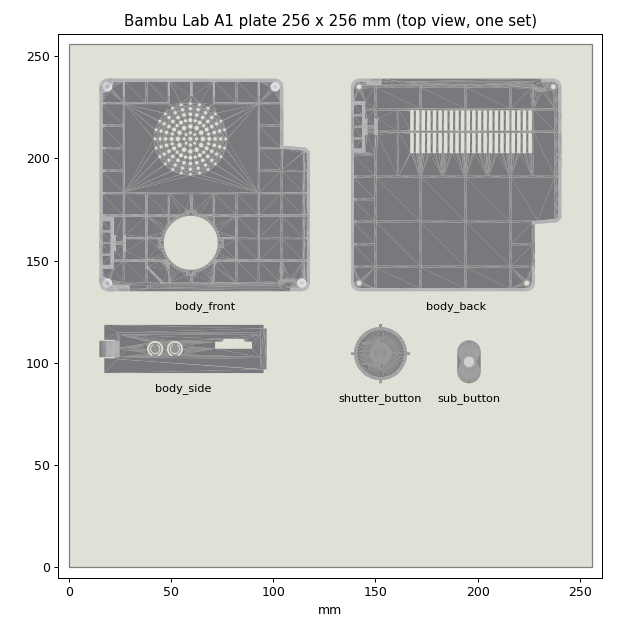 Bambu Lab A1 plate 256 x 256 mm (top view, one set)
250
200
150
100
50
0
body_front
body_back
body_side
shutter_button
sub_button
0
50
100
150
200
250
mm